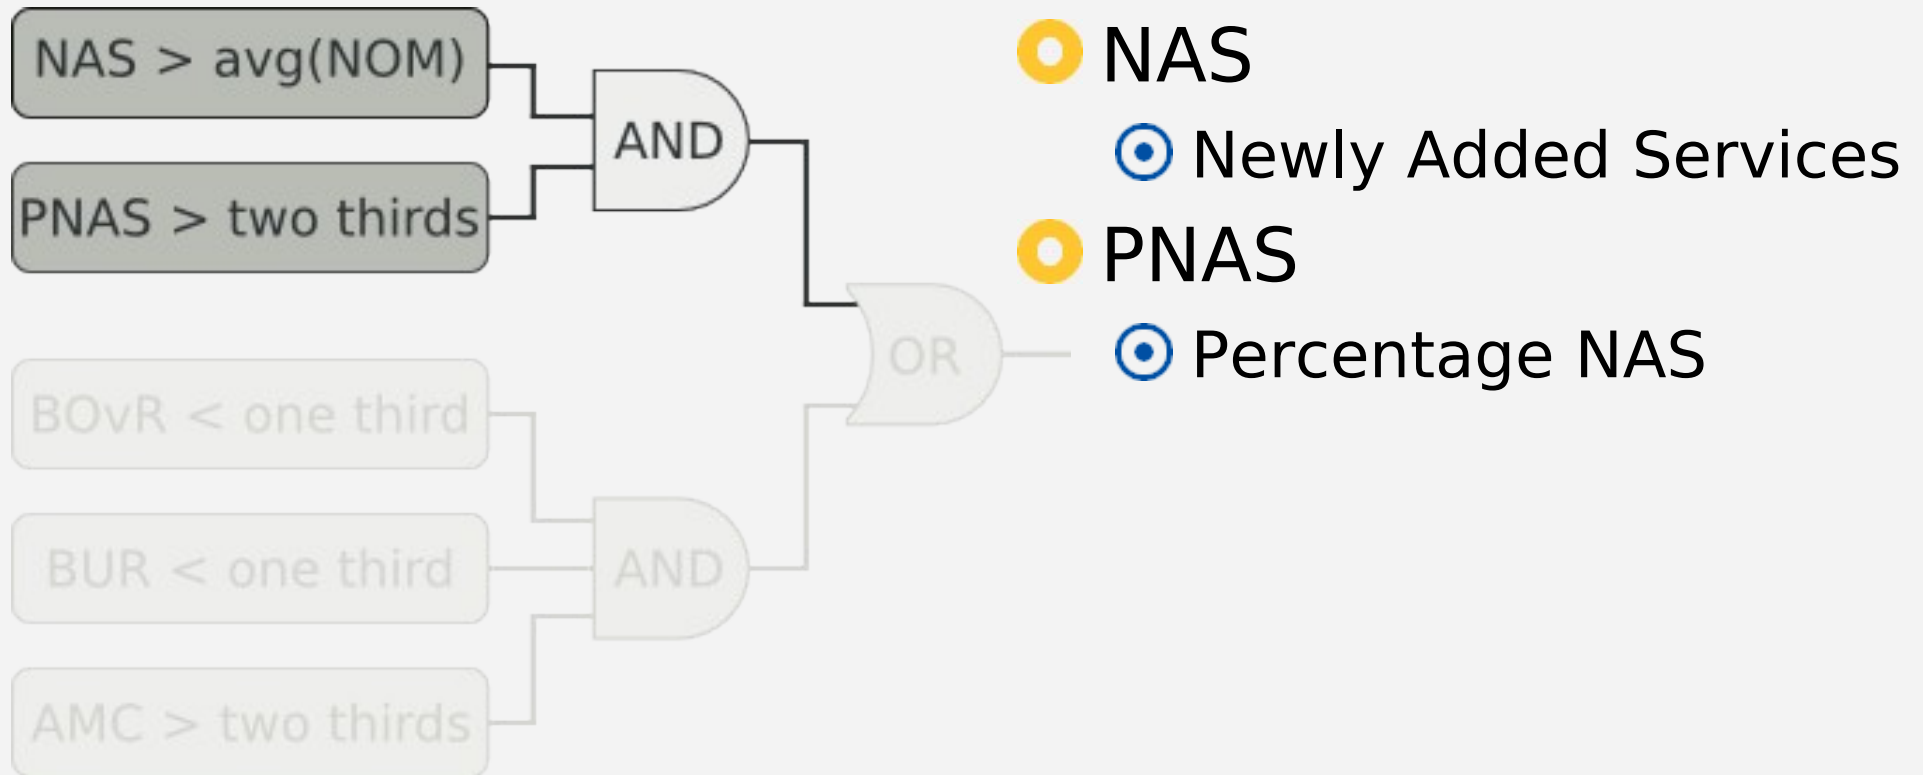 NAS > avg(NOM)
PNAS > two thirds
AND
OR
BOvR < one third
BUR < one third
AND
AMC > two thirds
NAS
Newly Added Services
PNAS
Percentage NAS